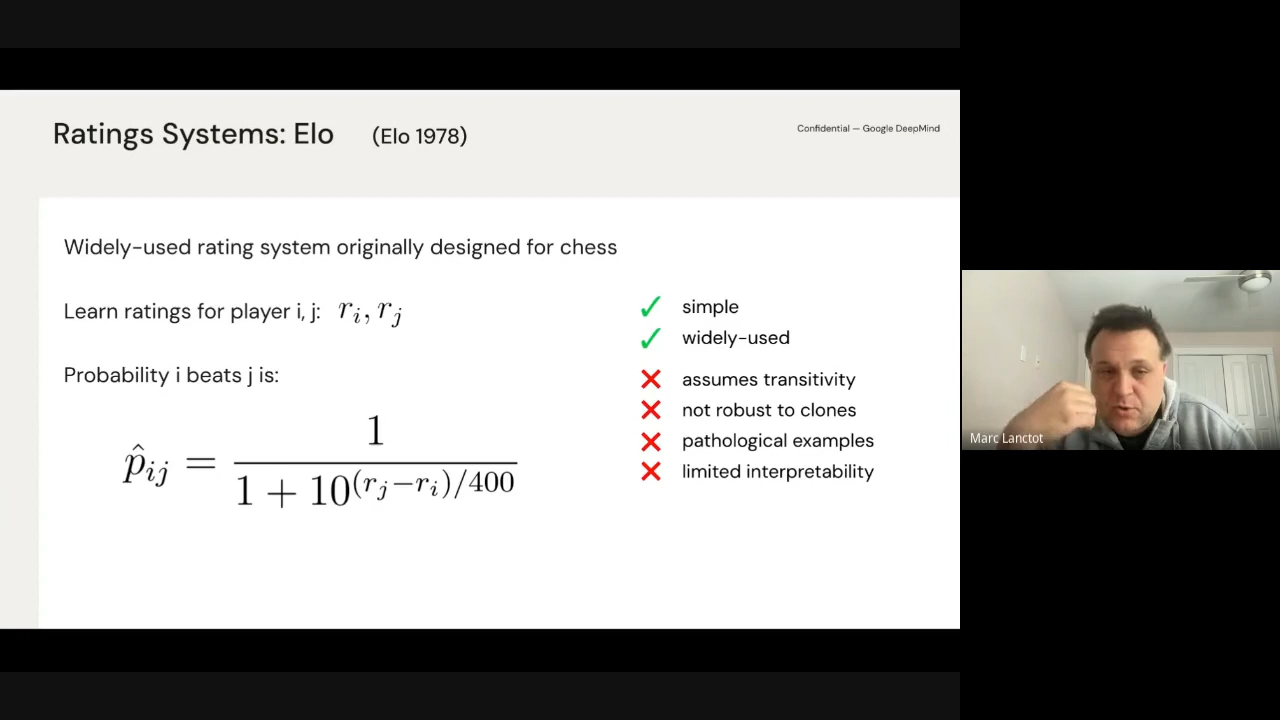 Ratings Systems: Elo (Elo 1978)
Confidential — Google DeepMind
Widely-used rating system originally designed for chess
Learn ratings for player i, j: r_i, r_j
Probability i beats j is:
p̂_ij = 1 / (1 + 10^((r_j − r_i)/400))
✓ simple
✓ widely-used
✕ assumes transitivity
✕ not robust to clones
✕ pathological examples
✕ limited interpretability
Marc Lanctot